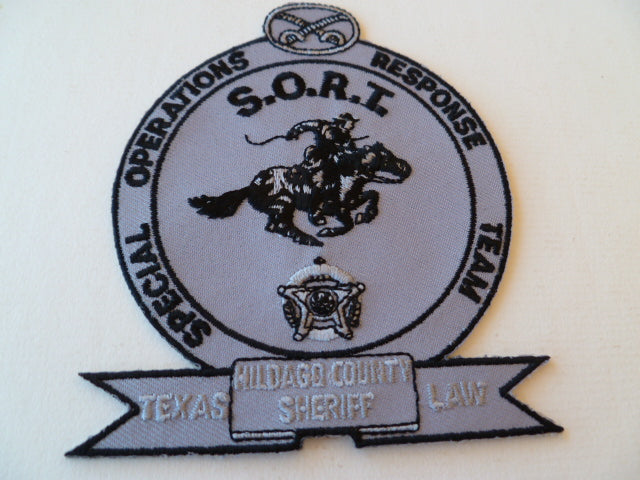 SPECIAL OPERATIONS RESPONSE TEAM
S.O.R.T.
HILDAGO COUNTY
TEXAS SHERIFF LAW